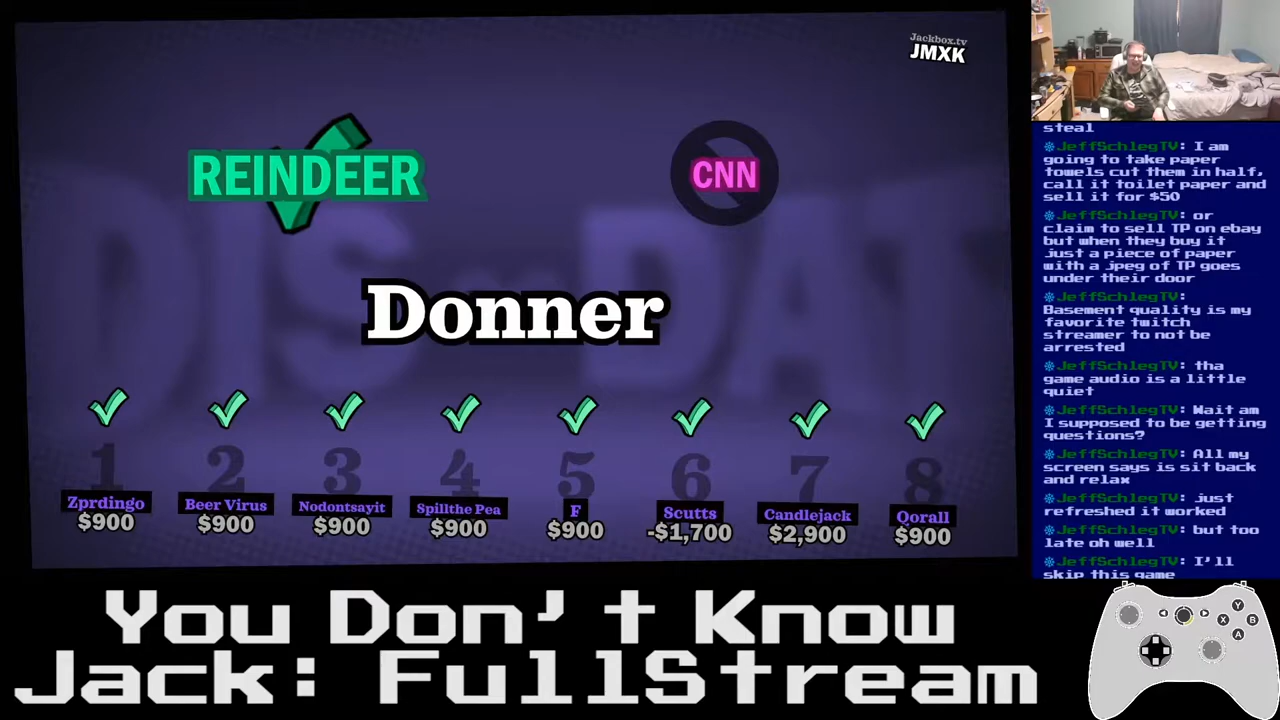 Jackbox.tv
JMXK
REINDEER
CNN
Donner
1 2 3 4 5 6 7 8
Zprdingo Beer Virus Nodontsayit Spillthe Pea F Scutts Candlejack Qorall
$900 $900 $900 $900 $900 -$1,700 $2,900 $900
steal
JeffSchlegTV: I am
going to take paper
towels cut them in half,
call it toilet paper and
sell it for $50
JeffSchlegTV: or
claim to sell TP on ebay
but when they buy it
just a piece of paper
with a jpeg of TP goes
under their door
JeffSchlegTV:
Basement quality is my
favorite twitch
streamer to not be
arrested
JeffSchlegTV: tha
game audio is a little
quiet
JeffSchlegTV: Wait am
I supposed to be getting
questions?
JeffSchlegTV: All my
screen says is sit back
and relax
JeffSchlegTV: just
refreshed it worked
JeffSchlegTV: but too
late oh well
JeffSchlegTV: I'll
skip this game
You Don't Know
Jack: FullStream
Y
X B
A